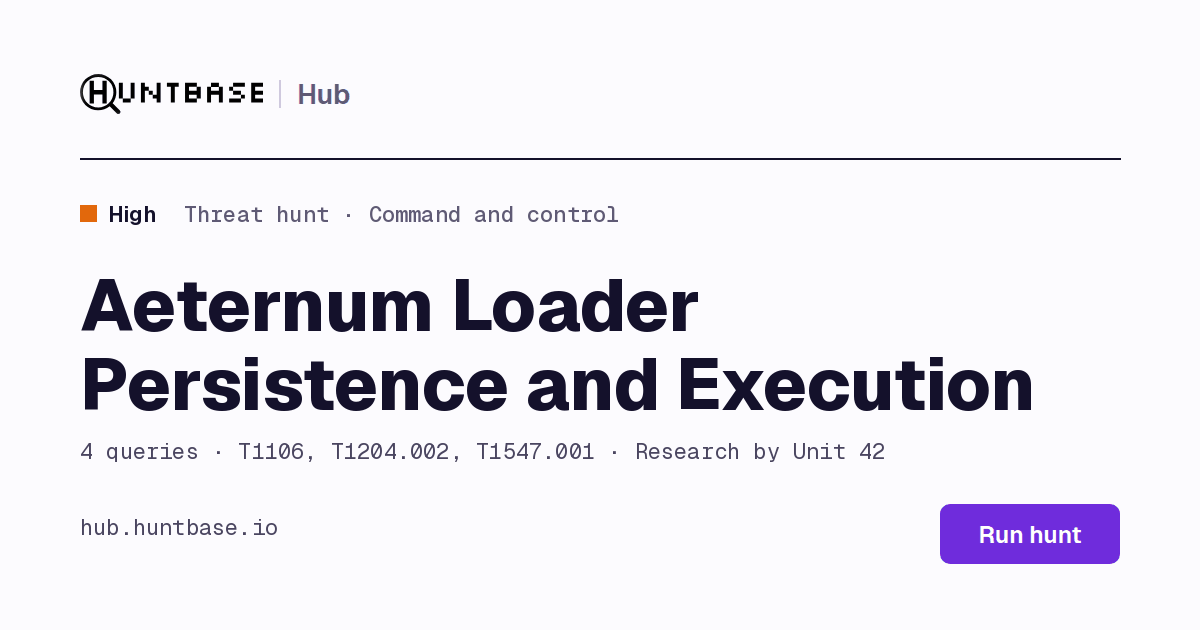 HUNTBASE | Hub
High Threat hunt · Command and control
Aeternum Loader
Persistence and Execution
4 queries · T1106, T1204.002, T1547.001 · Research by Unit 42
hub.huntbase.io
Run hunt